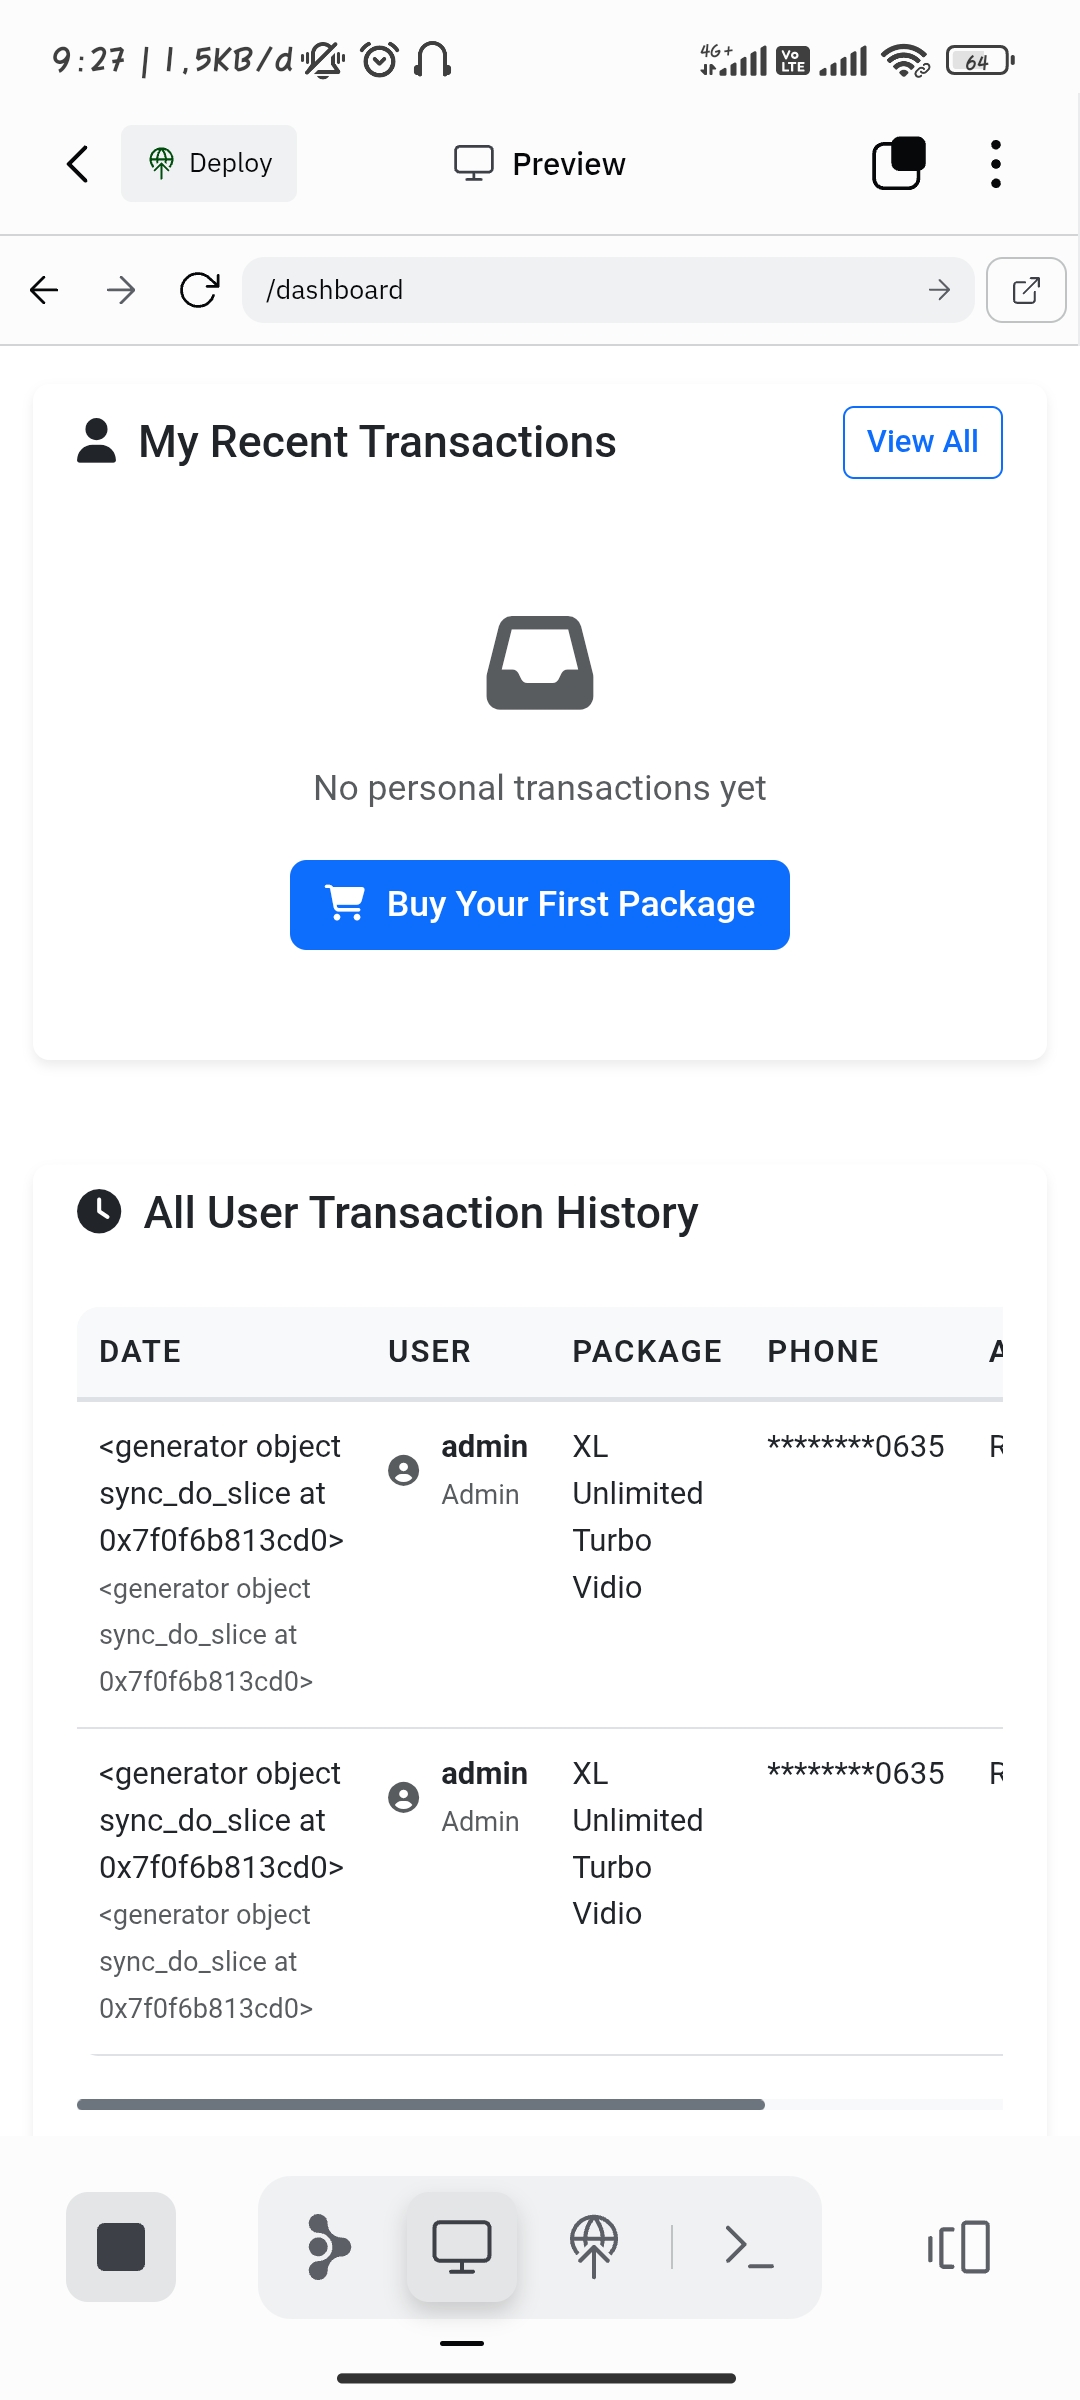 9:27 | 1,5KB/d 4G+ Vo LTE 64
Deploy Preview
/dashboard
My Recent Transactions View All
No personal transactions yet
Buy Your First Package
All User Transaction History
DATE USER PACKAGE PHONE
<generator object sync_do_slice at 0x7f0f6b813cd0> admin XL ********0635 R
<generator object Admin Unlimited
sync_do_slice at Turbo
0x7f0f6b813cd0> Vidio
<generator object sync_do_slice at 0x7f0f6b813cd0> admin XL ********0635 R
<generator object Admin Unlimited
sync_do_slice at Turbo
0x7f0f6b813cd0> Vidio